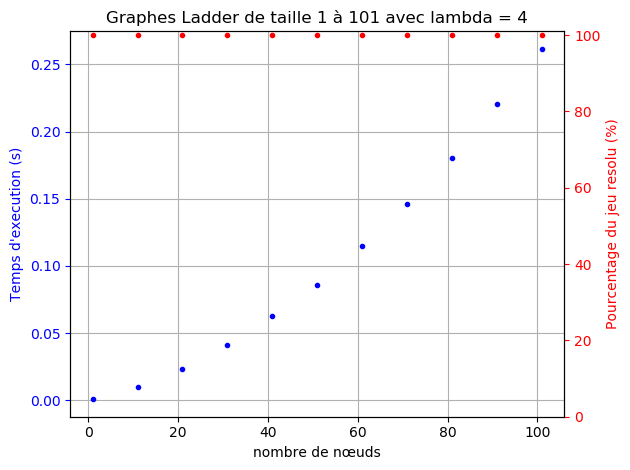 Graphes Ladder de taille 1 à 101 avec lambda = 4
Temps d'execution (s)
0.25
0.20
0.15
0.10
0.05
0.00
100
80
60
40
20
0
Pourcentage du jeu resolu (%)
0 20 40 60 80 100
nombre de nœuds